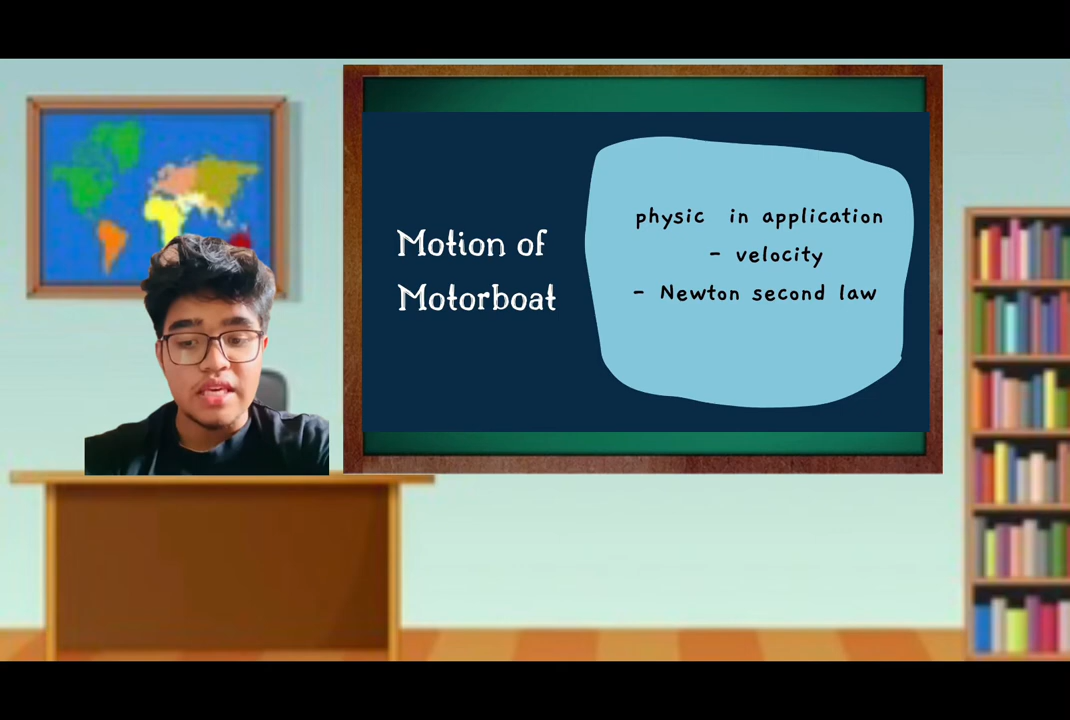 Motion of
Motorboat
physic in application
- velocity
- Newton second law